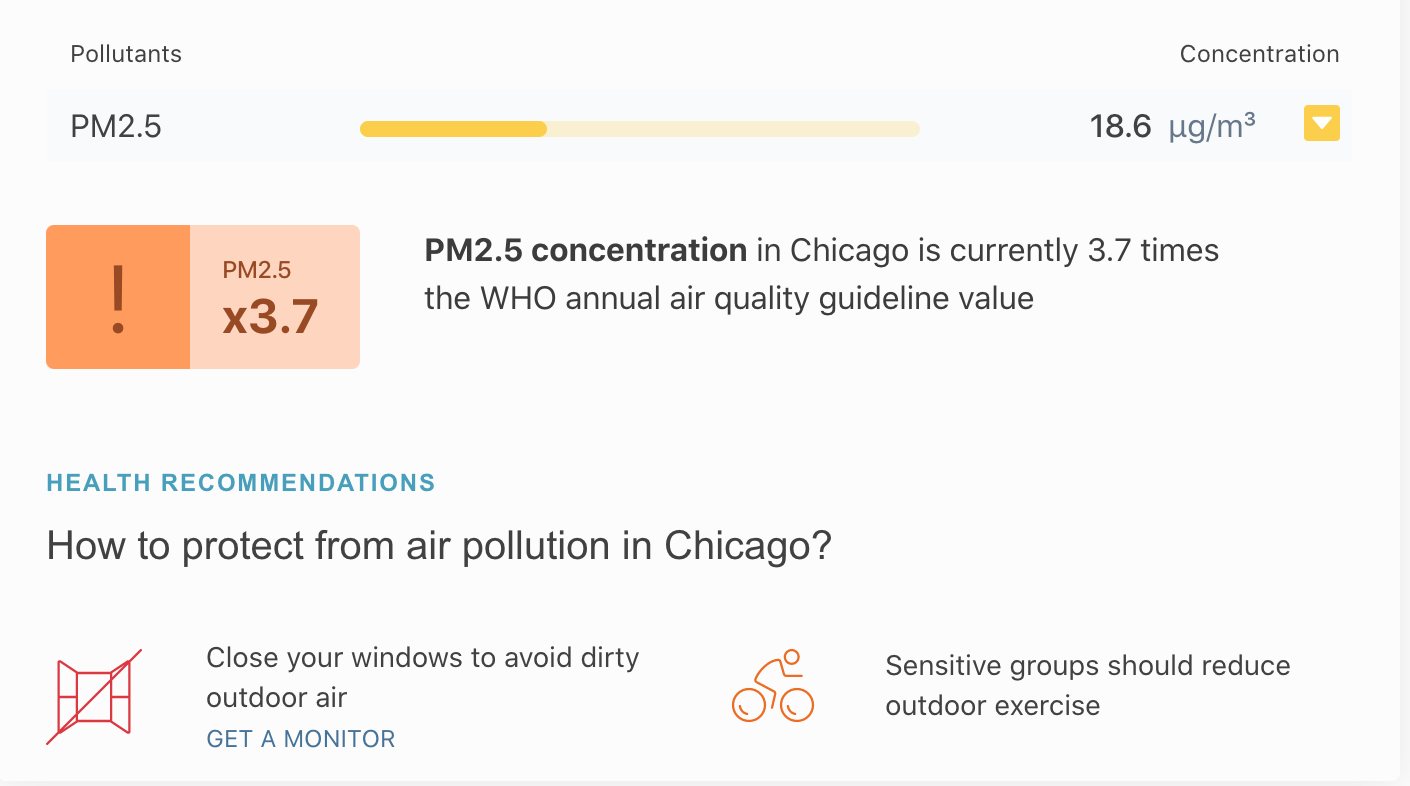 Pollutants Concentration
PM2.5 18.6 µg/m³
! PM2.5
x3.7
PM2.5 concentration in Chicago is currently 3.7 times
the WHO annual air quality guideline value
HEALTH RECOMMENDATIONS
How to protect from air pollution in Chicago?
Close your windows to avoid dirty
outdoor air
GET A MONITOR
Sensitive groups should reduce
outdoor exercise